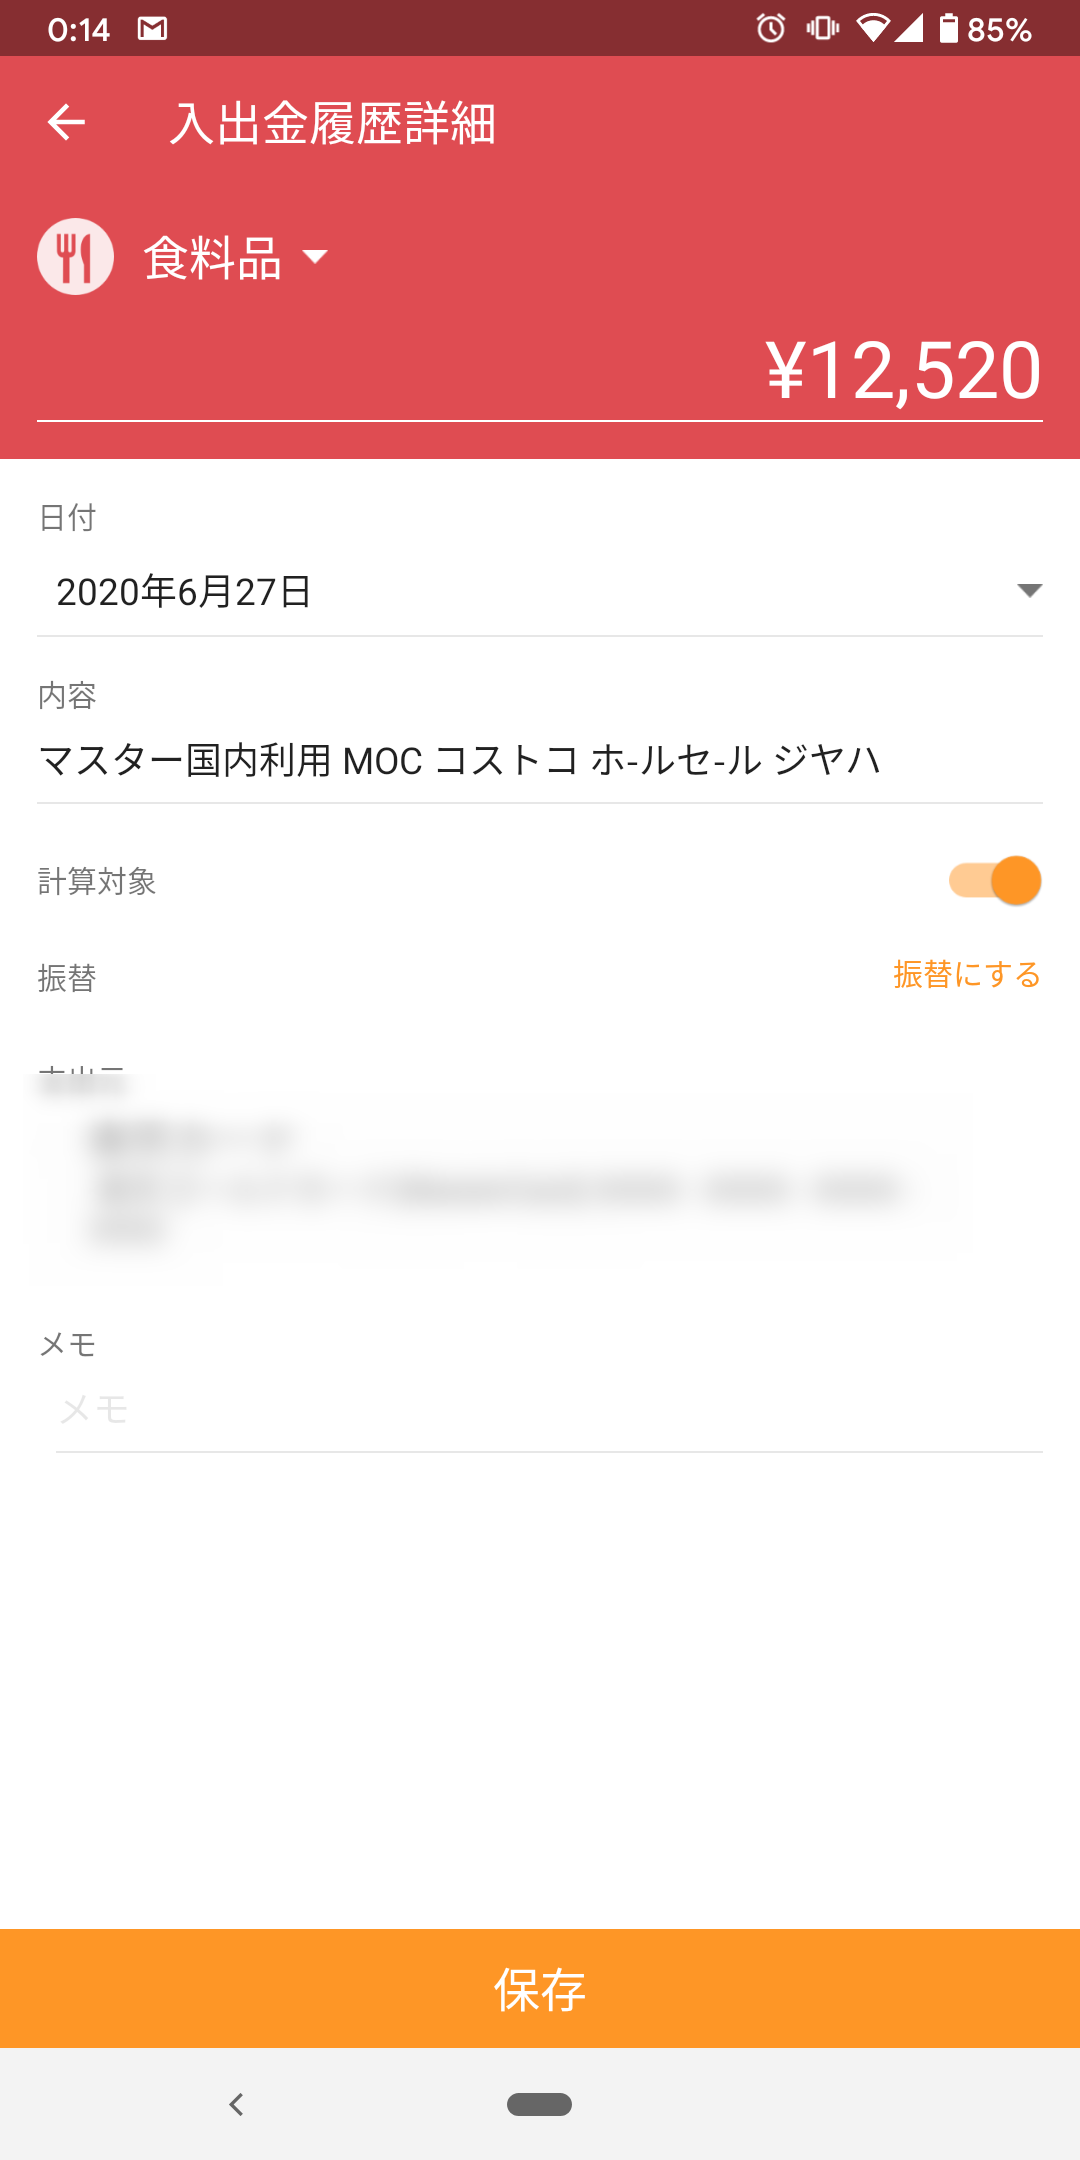 0:14 85%
入出金履歴詳細
食料品
¥12,520
日付
2020年6月27日
内容
マスター国内利用 MOC コストコ ホ-ルセ-ル ジヤハ
計算対象
振替 振替にする
メモ
メモ
保存